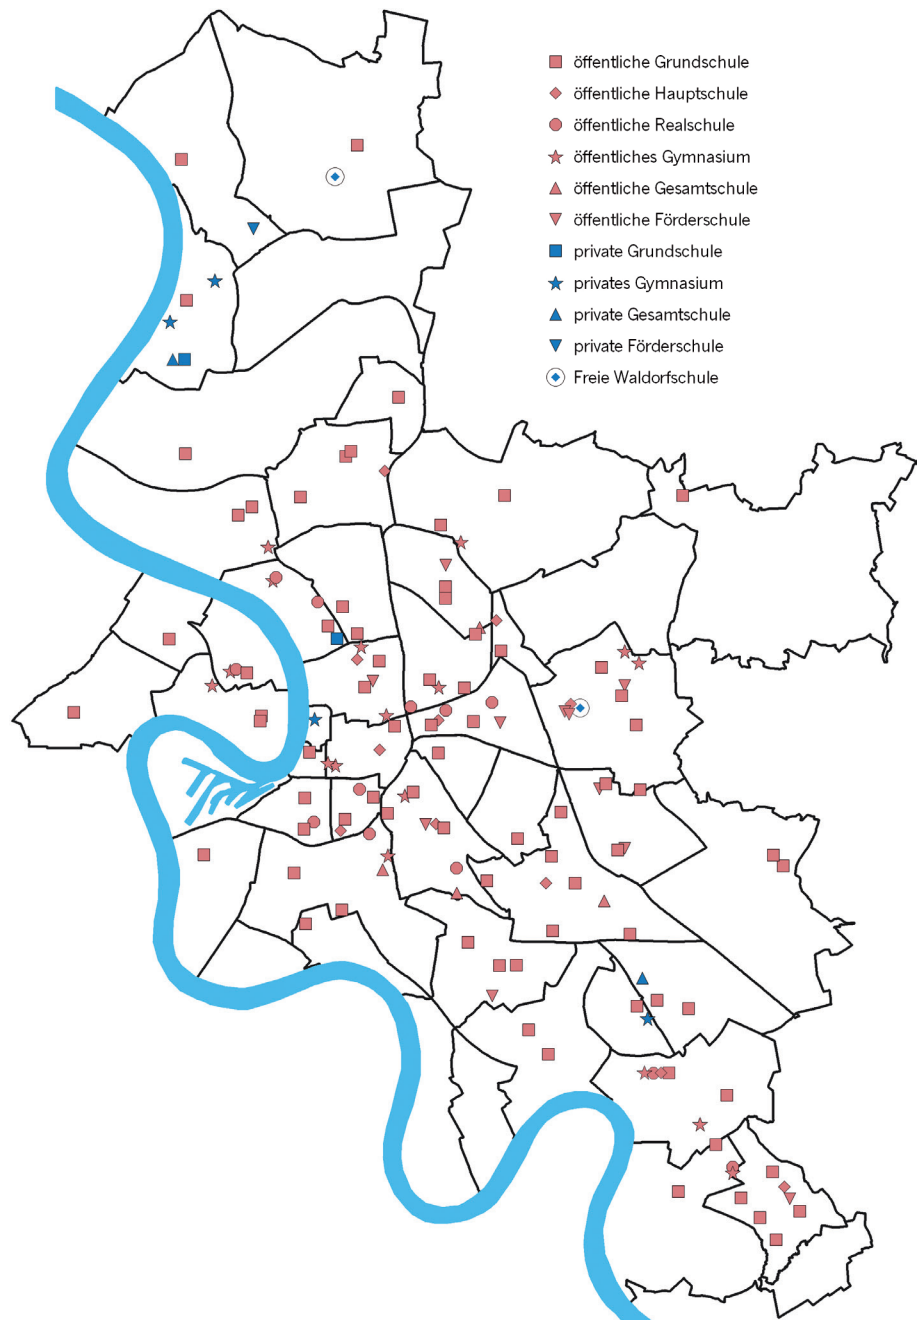 öffentliche Grundschule
öffentliche Hauptschule
öffentliche Realschule
öffentliches Gymnasium
öffentliche Gesamtschule
öffentliche Förderschule
private Grundschule
privates Gymnasium
private Gesamtschule
private Förderschule
Freie Waldorfschule